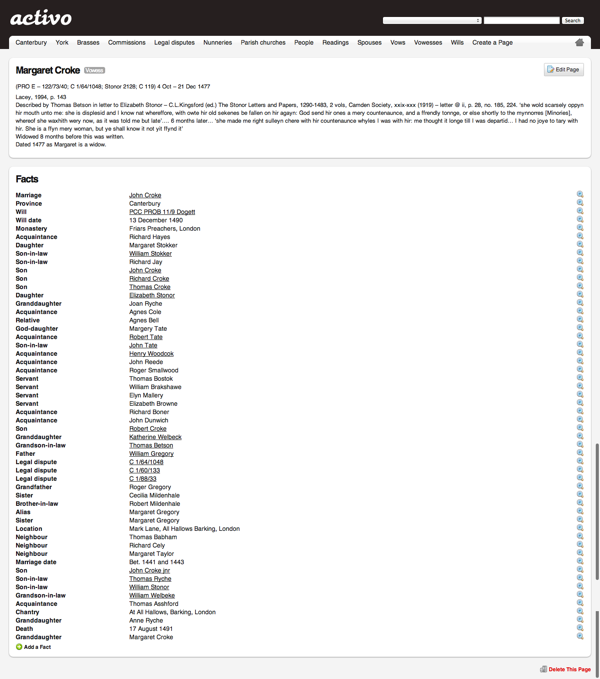 activo
Search
Canterbury York Brasses Commissions Legal disputes Nunneries Parish churches People Readings Spouses Vows Vowesses Wills Create a Page
Margaret Croke Vowess
Edit Page
(PRO E – 122/73/40; C 1/64/1048; Stonor 2128; C 119) 4 Oct – 21 Dec 1477
Lacey, 1994, p. 143
Described by Thomas Betson in letter to Elizabeth Stonor – C.L.Kingsford (ed.) The Stonor Letters and Papers, 1290-1483, 2 vols, Camden Society, xxix-xxx (1919) – letter @ ii, p. 28, no. 185, 224. 'she wold scarsely oppyn
hir mouth unto me: she is displesid and I know nat whereffore, with owte hir old sekenes be fallen on hir agayn: God send hir ones a mery countenaunce, and a ffrendly tonnge, or else shortly to the mynnomes [Minories],
whereof she waxhith wery now, as it was told me but late'…. 6 months later… 'she made me right sulleyn chere with hir countenaunce whyles I was with hir: me thought it longe till I was departid… I had no joye to tary with
hir. She is a ffyn mery woman, but ye shall know it not yit ffynd it'
Widowed 8 months before this was written.
Dated 1477 as Margaret is a widow.
Facts
Marriage John Croke
Province Canterbury
Will PCC PROB 11/9 Dogett
Will date 13 December 1490
Monastery Friars Preachers, London
Acquaintance Richard Hayes
Daughter Margaret Stokker
Son-in-law William Stokker
Son-in-law Richard Jay
Son John Croke
Son Richard Croke
Son Thomas Croke
Daughter Elizabeth Stonor
Granddaughter Joan Ryche
Acquaintance Agnes Cole
Relative Agnes Bell
God-daughter Margery Tate
Acquaintance Robert Tate
Son-in-law John Tate
Acquaintance Henry Woodcok
Acquaintance John Reede
Acquaintance Roger Smallwood
Servant Thomas Bostok
Servant William Brakshawe
Servant Elyn Mallery
Servant Elizabeth Browne
Acquaintance Richard Boner
Acquaintance John Dunwich
Son Robert Croke
Granddaughter Katherine Welbeck
Grandson-in-law Thomas Betson
Father William Gregory
Legal dispute C 1/64/1048
Legal dispute C 1/60/133
Legal dispute C 1/88/33
Grandfather Roger Gregory
Sister Cecilia Mildenhale
Brother-in-law Robert Mildenhale
Alias Margaret Gregory
Sister Margaret Gregory
Location Mark Lane, All Hallows Barking, London
Neighbour Thomas Babham
Neighbour Richard Cely
Neighbour Margaret Taylor
Marriage date Bet. 1441 and 1443
Son John Croke jnr
Son-in-law Thomas Ryche
Son-in-law William Stonor
Grandson-in-law William Welbeke
Acquaintance Thomas Asshford
Chantry At All Hallows, Barking, London
Granddaughter Anne Ryche
Death 17 August 1491
Granddaughter Margaret Croke
Add a Fact
Delete This Page